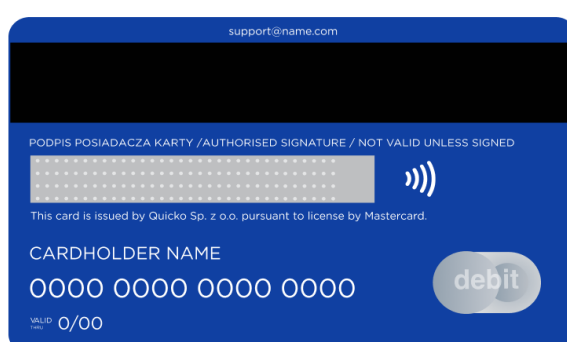 support@name.com
PODPIS POSIADACZA KARTY /AUTHORISED SIGNATURE / NOT VALID UNLESS SIGNED
This card is issued by Quicko Sp. z o.o. pursuant to license by Mastercard.
CARDHOLDER NAME
debit
0000 0000 0000 0000
VALID THRU 0/00